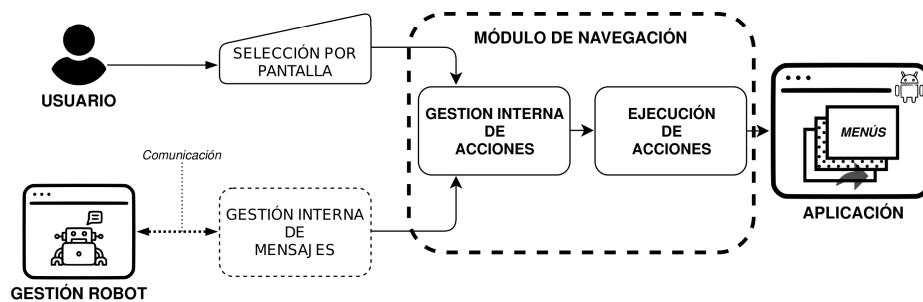 USUARIO
SELECCIÓN POR
PANTALLA
MÓDULO DE NAVEGACIÓN
GESTION INTERNA
DE
ACCIONES
EJECUCIÓN
DE
ACCIONES
MENÚS
APLICACIÓN
Comunicación
GESTIÓN INTERNA
DE
MENSAJES
GESTIÓN ROBOT